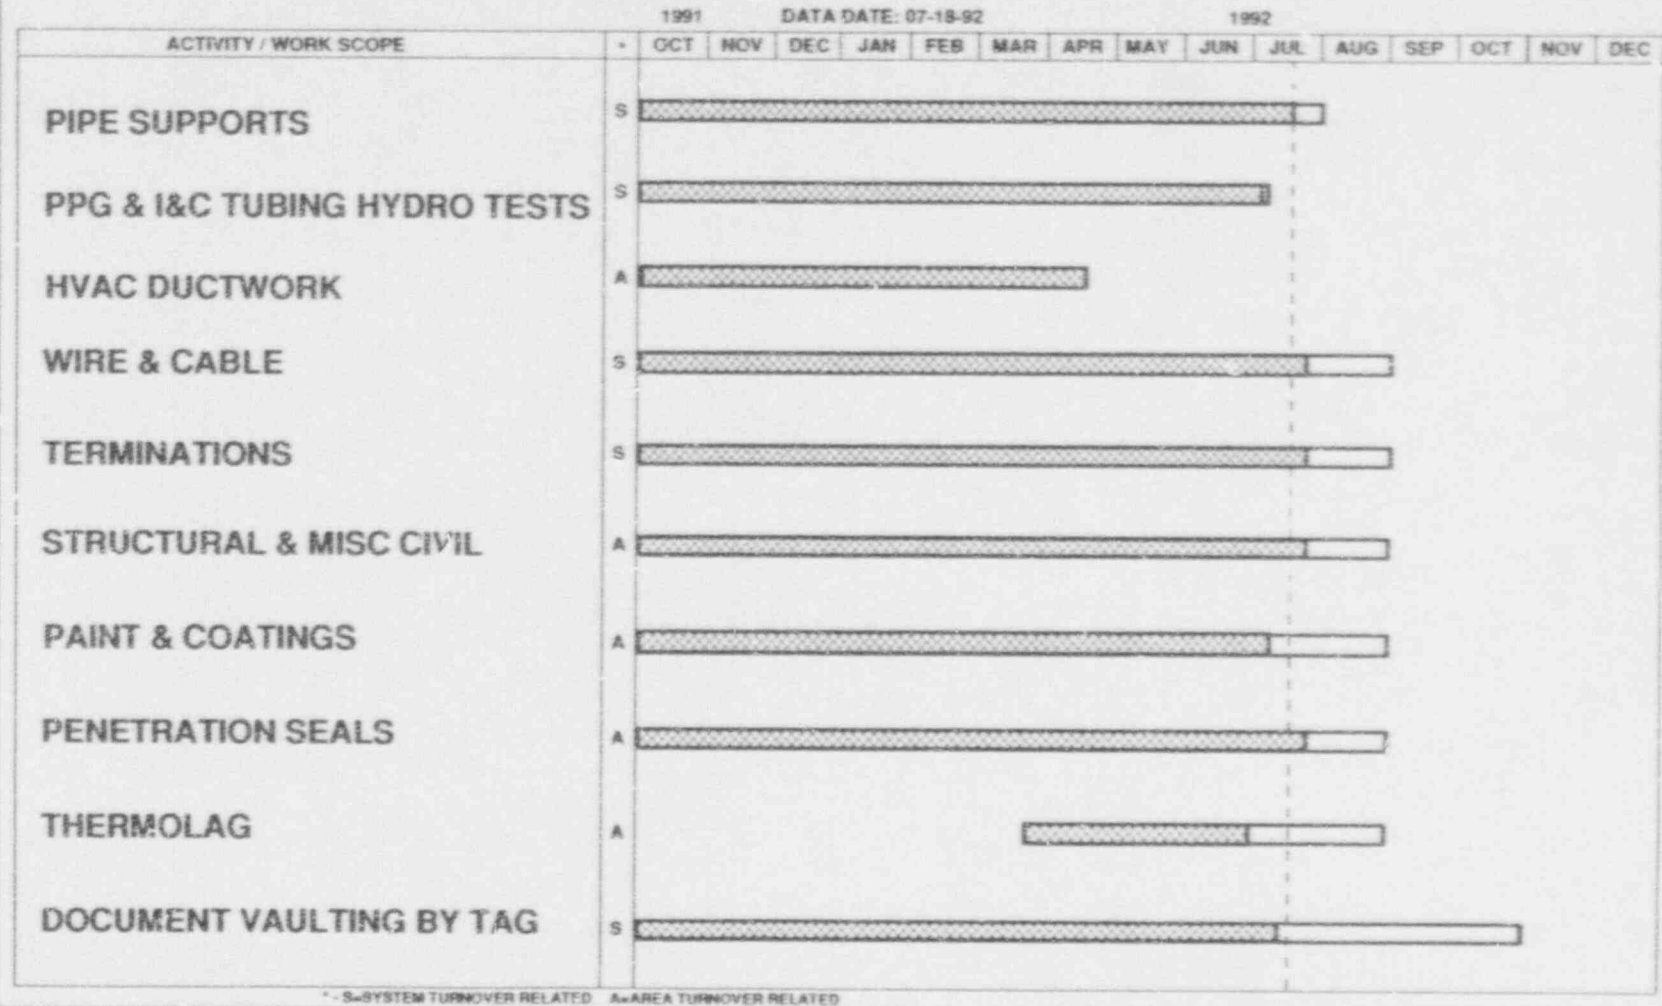 1991 DATA DATE: 07-18-92 1992
ACTIVITY / WORK SCOPE * OCT NOV DEC JAN FEB MAR APR MAY JUN JUL AUG SEP OCT NOV DEC
PIPE SUPPORTS S
PPG & I&C TUBING HYDRO TESTS S
HVAC DUCTWORK A
WIRE & CABLE S
TERMINATIONS S
STRUCTURAL & MISC CIVIL A
PAINT & COATINGS A
PENETRATION SEALS A
THERMOLAG A
DOCUMENT VAULTING BY TAG S
* - S=SYSTEM TURNOVER RELATED A=AREA TURNOVER RELATED